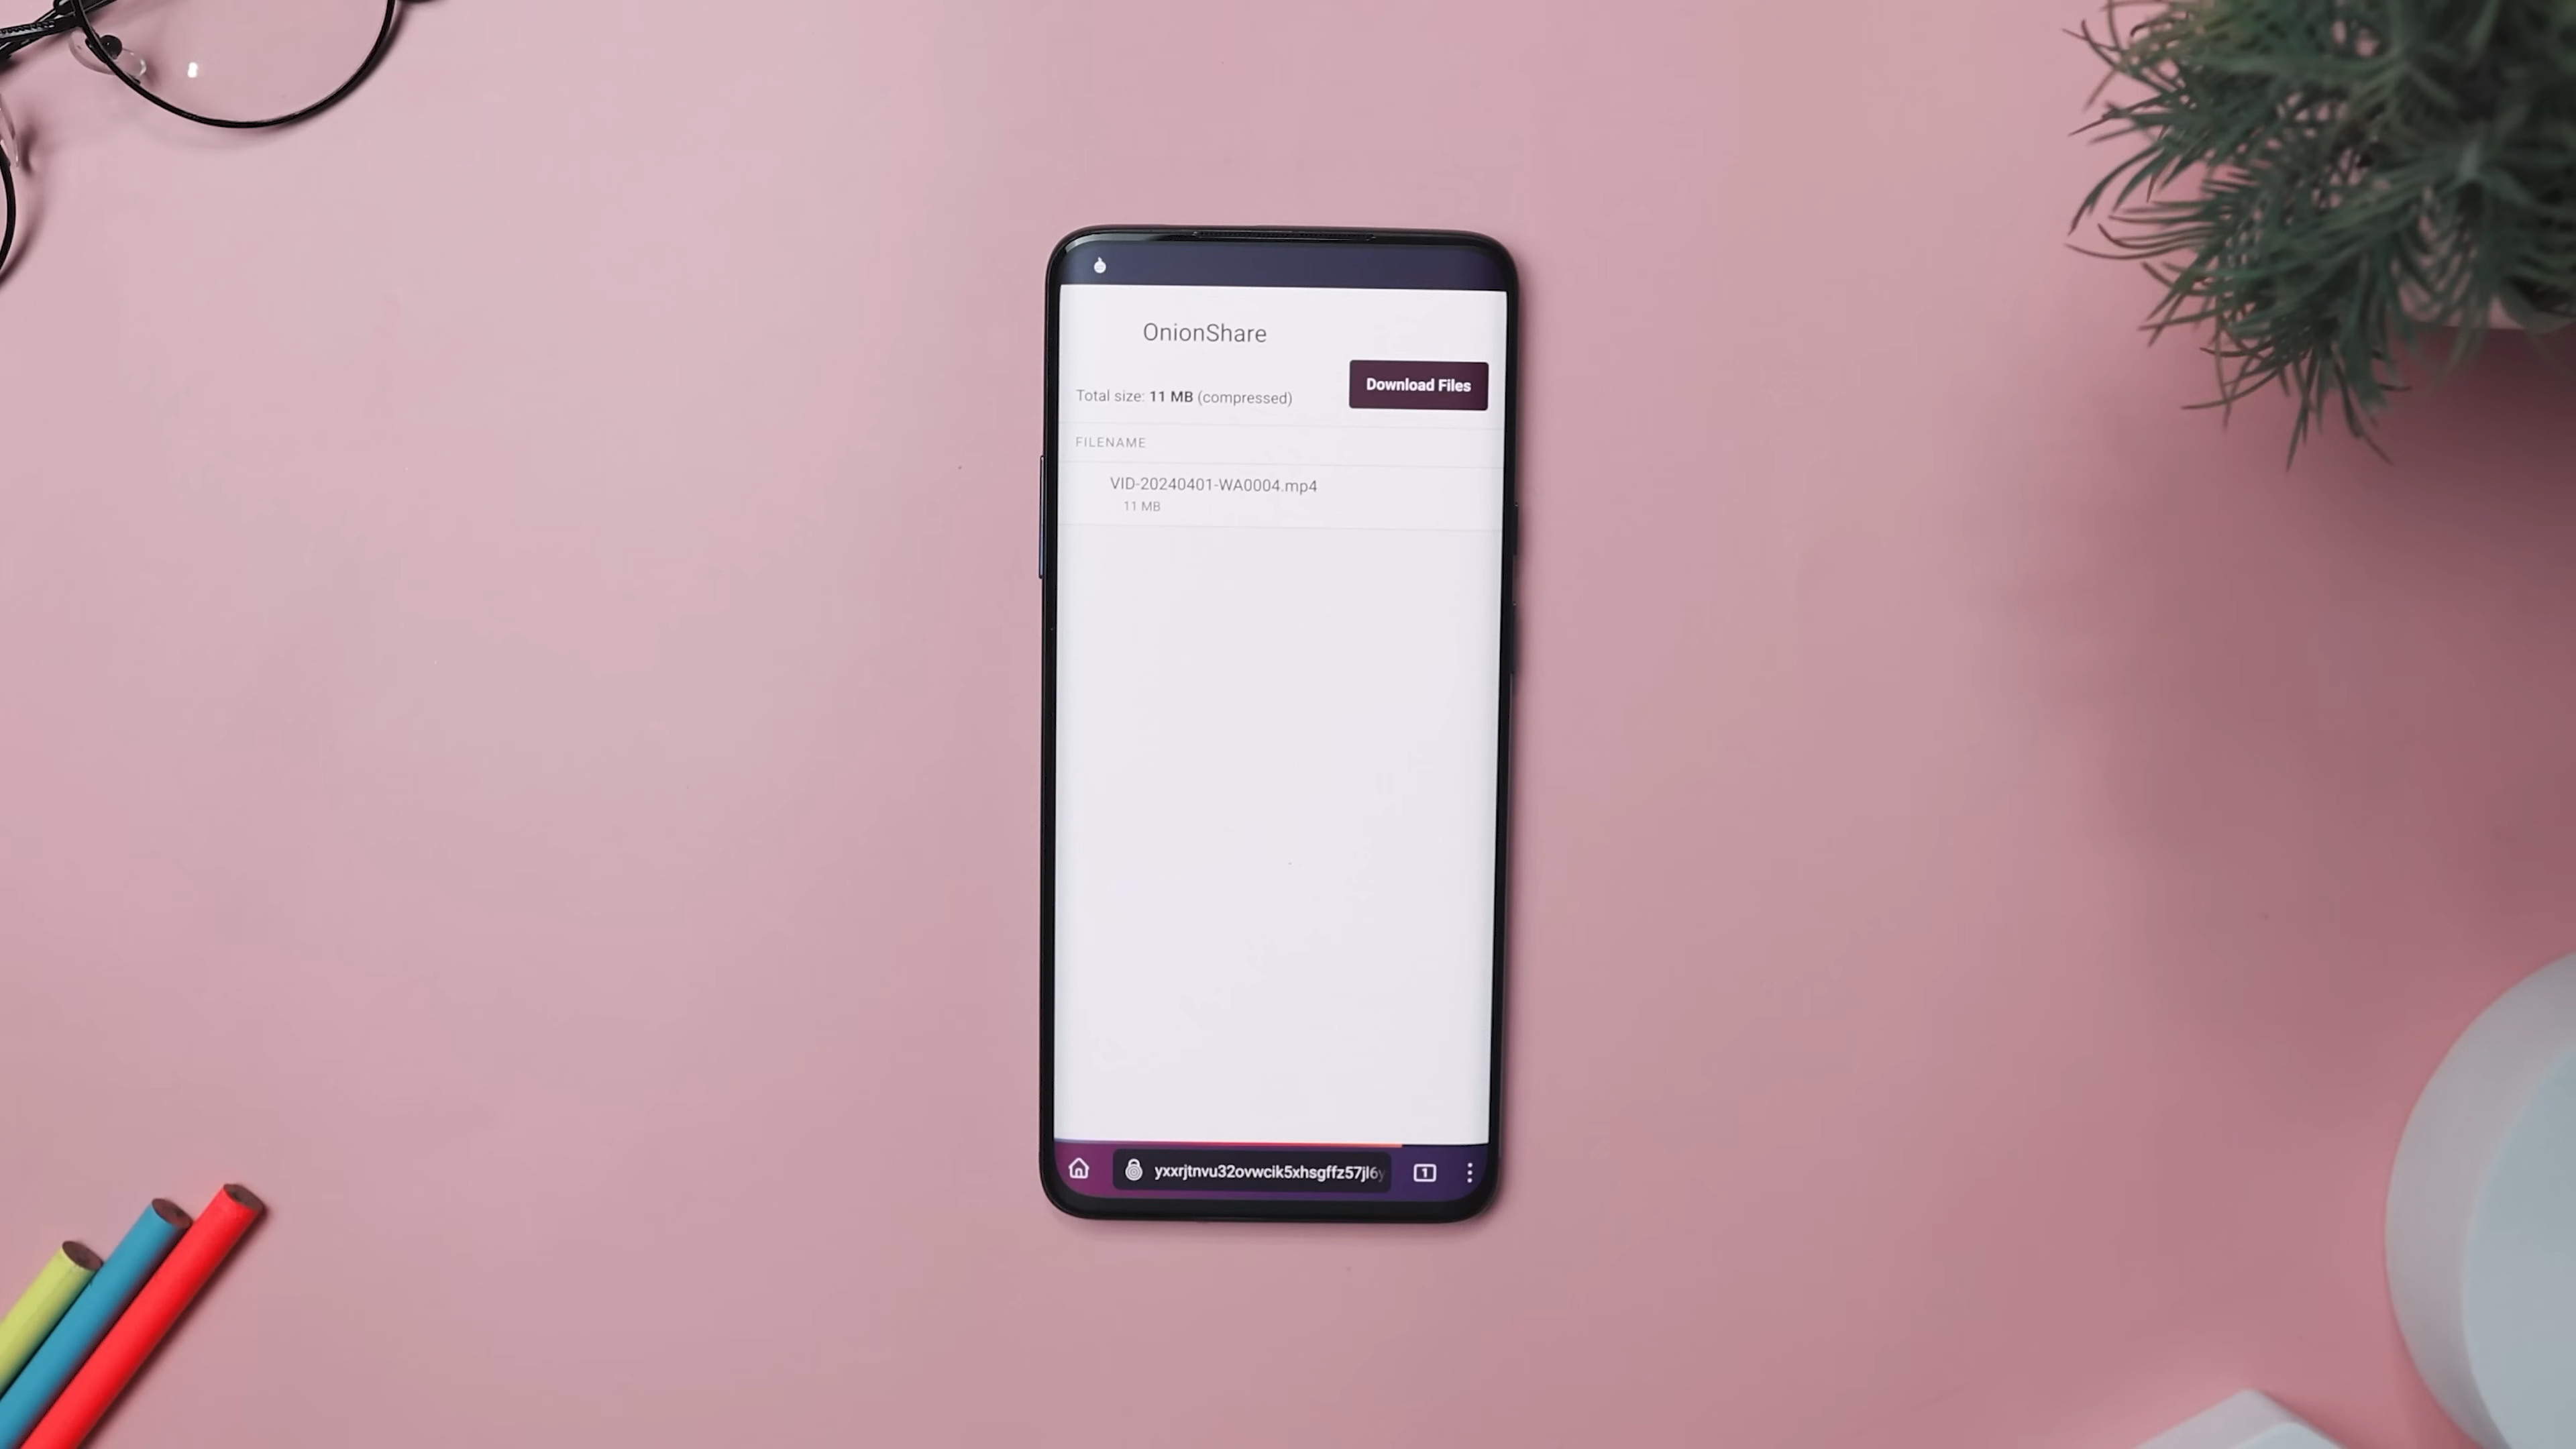 OnionShare
Download Files
Total size: 11 MB (compressed)
FILENAME
VID-20240401-WA0004.mp4
11 MB
yxxrjtnvu32ovwcik5xhsgffz57jl6y
1